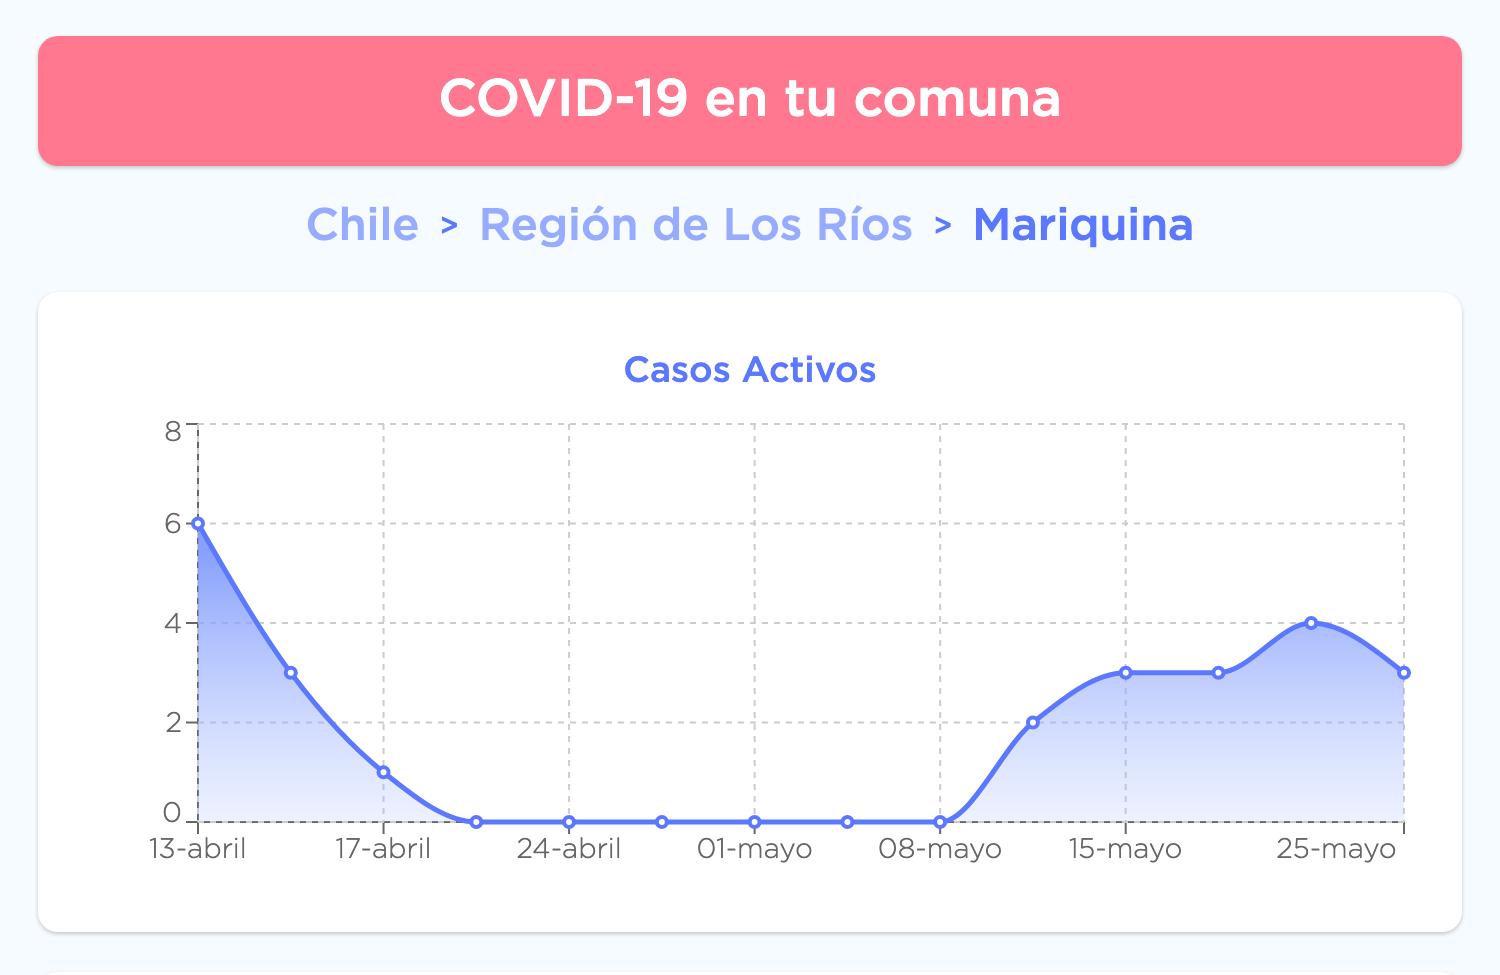 COVID-19 en tu comuna
Chile > Región de Los Ríos > Mariquina
Casos Activos
8
6
4
2
0
13-abril 17-abril 24-abril 01-mayo 08-mayo 15-mayo 25-mayo